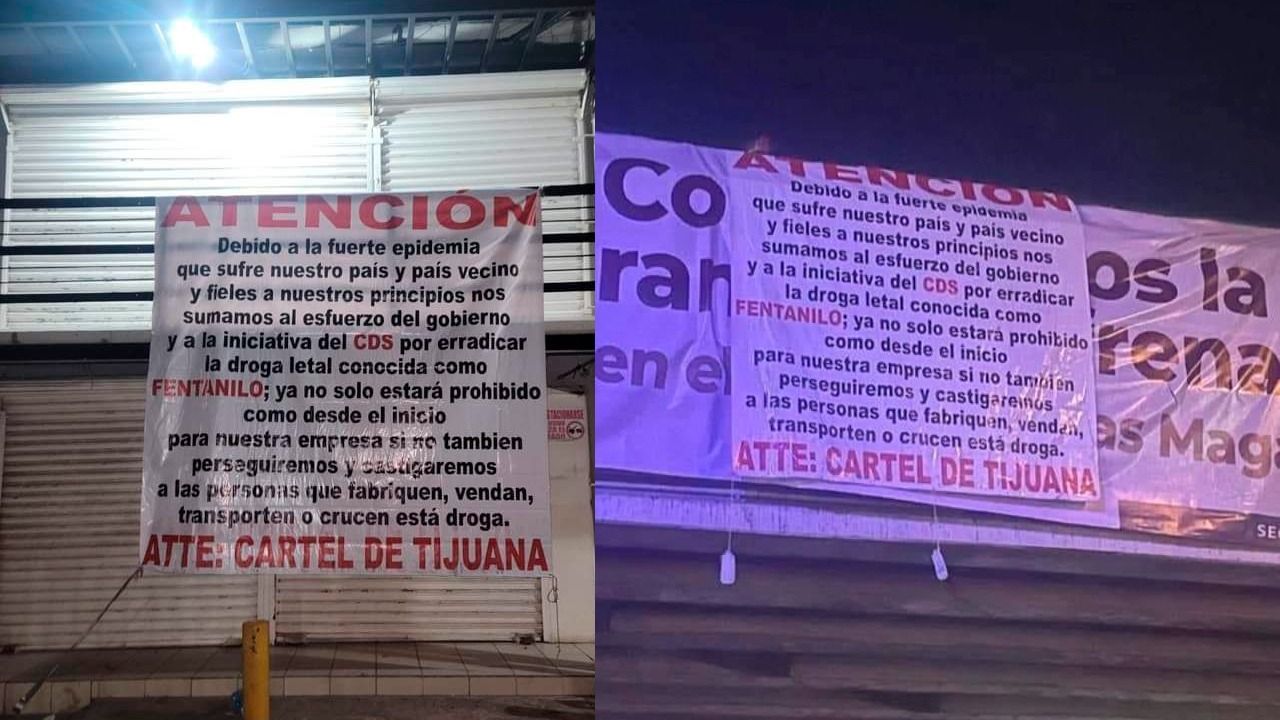 ATENCIÓN
Debido a la fuerte epidemia
que sufre nuestro país y país vecino
y fieles a nuestros principios nos
sumamos al esfuerzo del gobierno
y a la iniciativa del CDS por erradicar
la droga letal conocida como
FENTANILO; ya no solo estará prohibido
como desde el inicio
para nuestra empresa si no tambien
perseguiremos y castigaremos
a las personas que fabriquen, vendan,
transporten o crucen está droga.
ATTE: CARTEL DE TIJUANA
ATENCIÓN
Debido a la fuerte epidemia
que sufre nuestro país y país vecino
y fieles a nuestros principios nos
sumamos al esfuerzo del gobierno
y a la iniciativa del CDS por erradicar
la droga letal conocida como
FENTANILO; ya no solo estará prohibido
como desde el inicio
para nuestra empresa si no tambien
perseguiremos y castigaremos
a las personas que fabriquen, vendan,
transporten o crucen está droga.
ATTE: CARTEL DE TIJUANA
Co os la
ran rena
en el as Mag